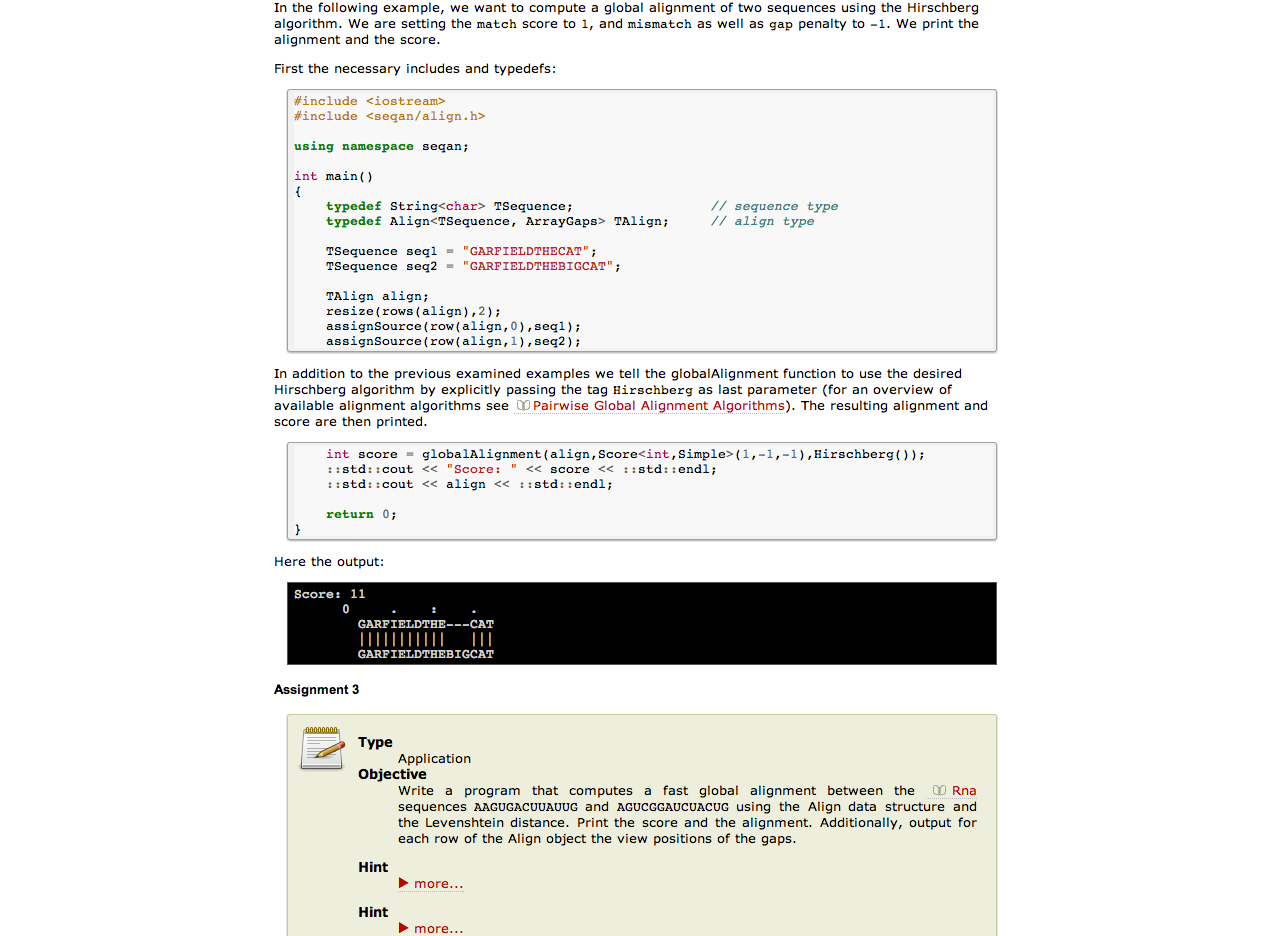 In the following example, we want to compute a global alignment of two sequences using the Hirschberg
algorithm. We are setting the match score to 1, and mismatch as well as gap penalty to -1. We print the
alignment and the score.
First the necessary includes and typedefs:
#include <iostream>
#include <seqan/align.h>
using namespace seqan;
int main()
{
    typedef String<char> TSequence;                 // sequence type
    typedef Align<TSequence, ArrayGaps> TAlign;     // align type
    TSequence seq1 = "GARFIELDTHECAT";
    TSequence seq2 = "GARFIELDTHEBIGCAT";
    TAlign align;
    resize(rows(align),2);
    assignSource(row(align,0),seq1);
    assignSource(row(align,1),seq2);
In addition to the previous examined examples we tell the globalAlignment function to use the desired
Hirschberg algorithm by explicitly passing the tag Hirschberg as last parameter (for an overview of
available alignment algorithms see Pairwise Global Alignment Algorithms). The resulting alignment and
score are then printed.
    int score = globalAlignment(align,Score<int,Simple>(1,-1,-1),Hirschberg());
    ::std::cout << "Score: " << score << ::std::endl;
    ::std::cout << align << ::std::endl;
    return 0;
}
Here the output:
Score: 11
      0     .    :    .
        GARFIELDTHE---CAT
        |||||||||||   |||
        GARFIELDTHEBIGCAT
Assignment 3
Type
Application
Objective
Write a program that computes a fast global alignment between the Rna
sequences AAGUGACUUAUUG and AGUCGGAUCUACUG using the Align data structure and
the Levenshtein distance. Print the score and the alignment. Additionally, output for
each row of the Align object the view positions of the gaps.
Hint
more...
Hint
more...